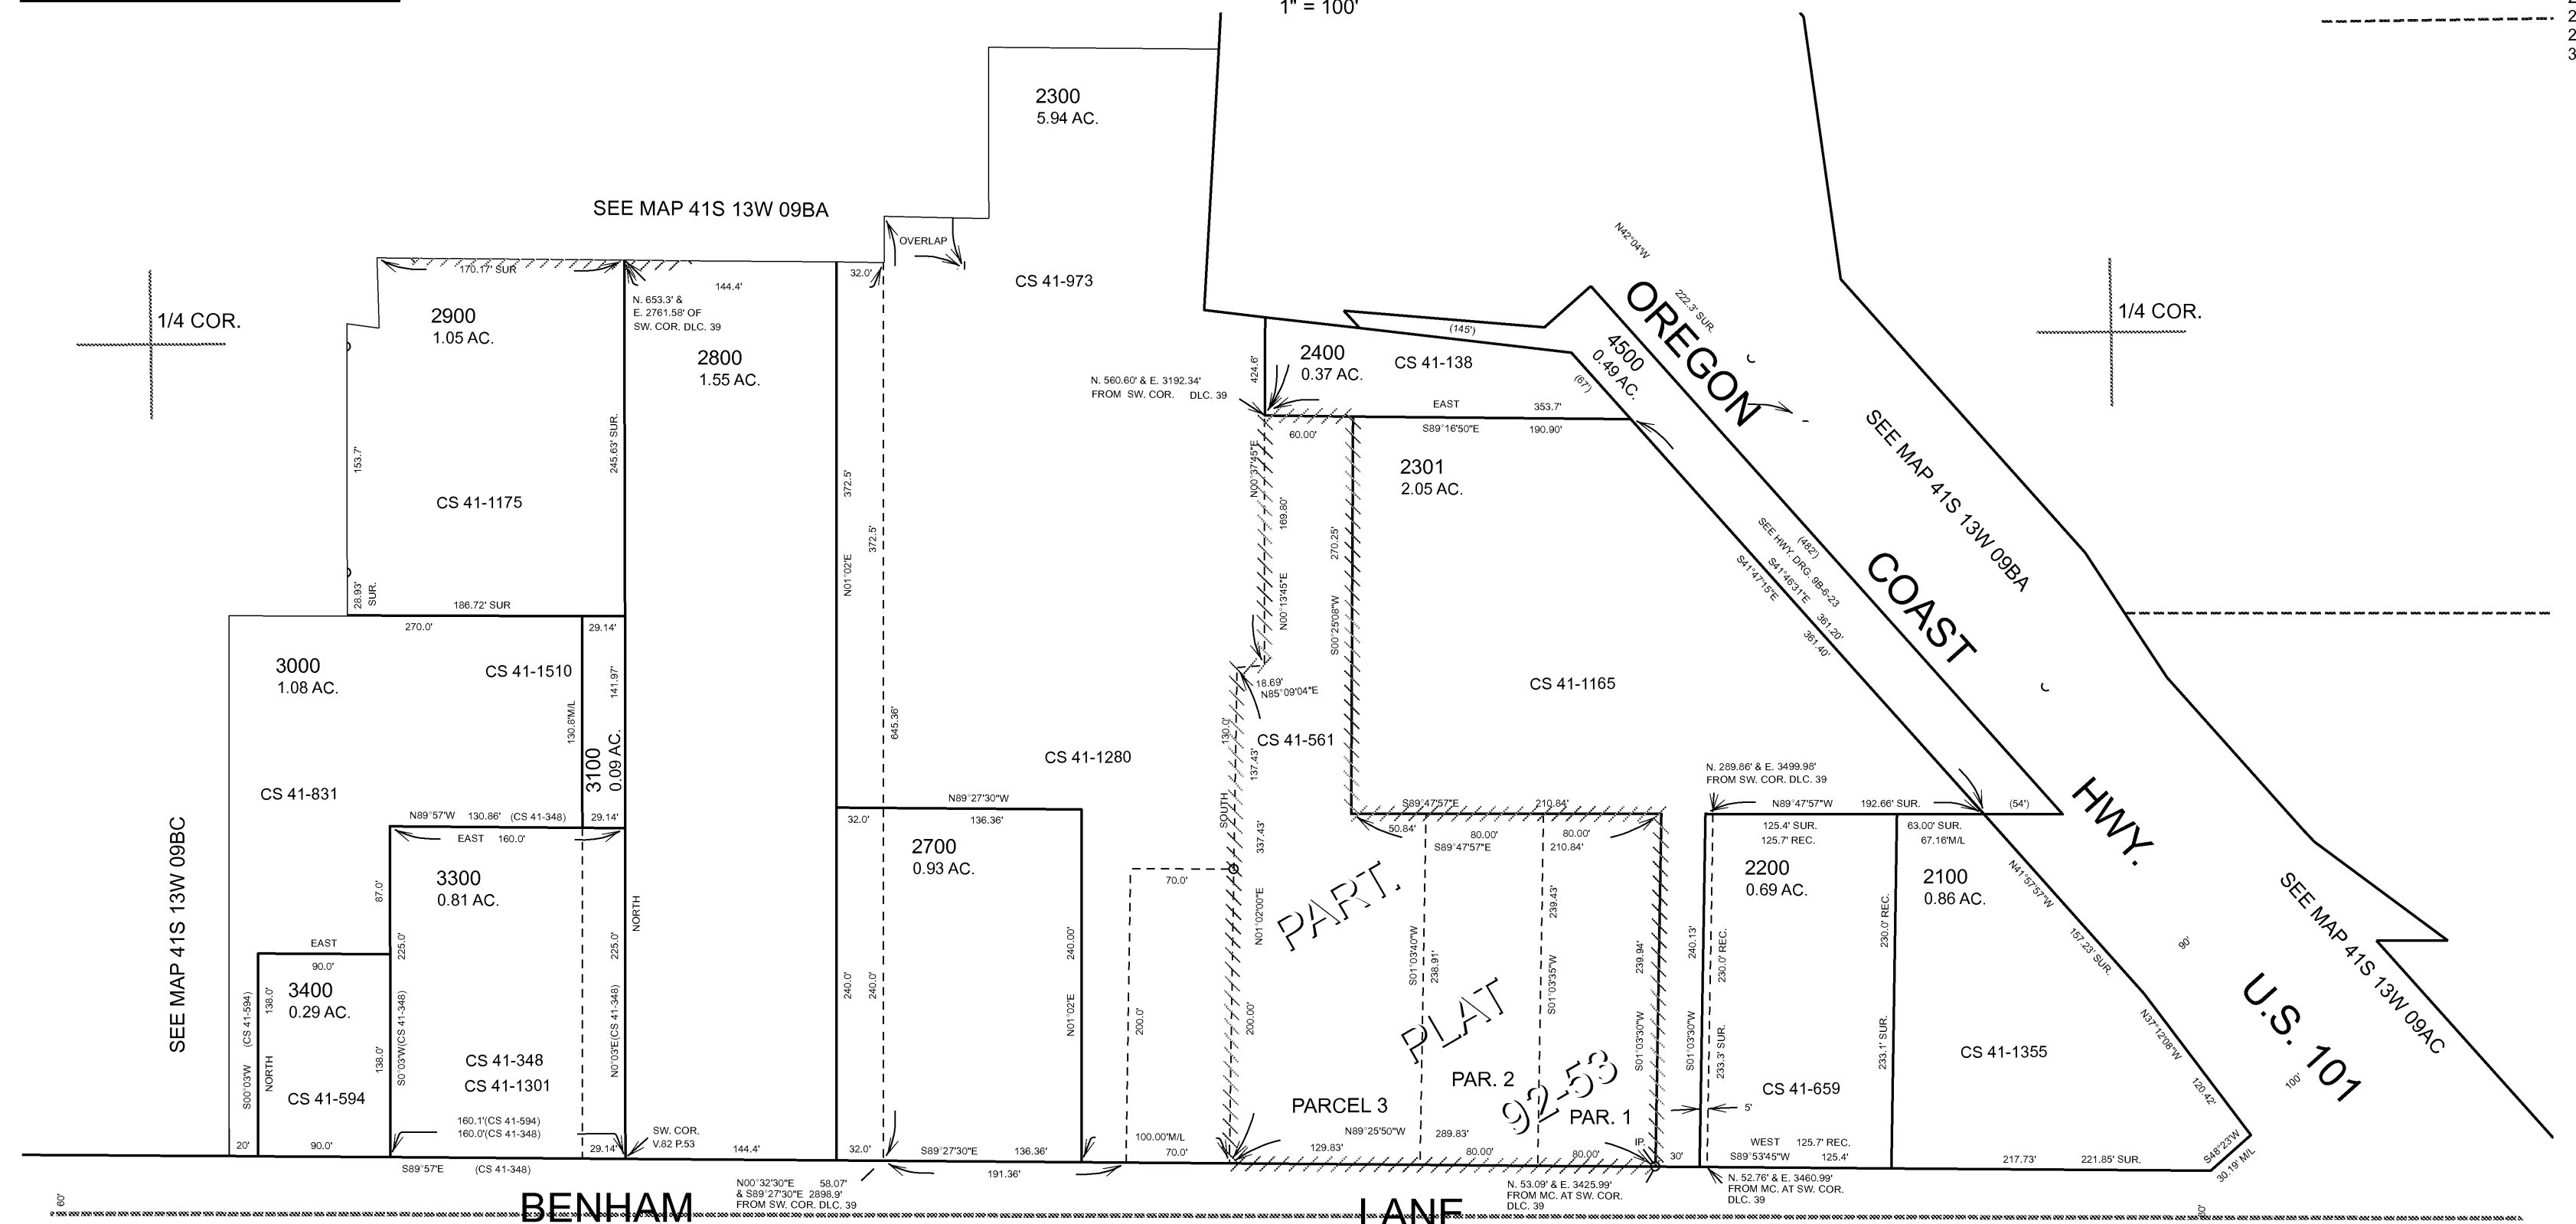 1" = 100'
2
2
3
2300
5.94 AC.
SEE MAP 41S 13W 09BA
OVERLAP
CS 41-973
1/4 COR.
170.17' SUR
2900
1.05 AC.
153.7'
245.63' SUR.
CS 41-1175
28.93'
SUR.
186.72' SUR
N. 653.3' &
E. 2761.58' OF
SW. COR. DLC. 39
144.4'
2800
1.55 AC.
32.0'
372.5'
372.5'
N01°02'E
645.36'
CS 41-1280
N. 560.60' & E. 3192.34'
FROM SW. COR. DLC. 39
424.6'
2400
0.37 AC.
CS 41-138
(145')
(67')
EAST 353.7'
60.00'
S89°16'50"E 190.90'
4500
0.49 AC.
N42°04'W
222.3' SUR.
OREGON
COAST
HWY.
U.S. 101
SEE MAP 41S 13W 09BA
1/4 COR.
2301
2.05 AC.
N00°37'45"E
169.80'
N00°13'45"E
270.25'
S00°25'08"W
18.69'
N85°09'04"E
130.0'
137.43'
CS 41-561
SOUTH
337.43'
N01°02'00"E
200.00'
CS 41-1165
(482')
SEE HWY. DRG. 9B-6-23
S41°46'31"E 361.20'
S41°47'15"E 361.40'
270.0'
29.14'
3000
1.08 AC.
CS 41-1510
141.97'
130.8'M/L
3100
0.09 AC.
CS 41-831
N89°57'W 130.86' (CS 41-348)
29.14'
EAST 160.0'
SEE MAP 41S 13W 09BC
3300
0.81 AC.
87.0'
225.0'
S0°03'W(CS 41-348)
225.0'
N0°03'E(CS 41-348)
NORTH
EAST
90.0'
3400
0.29 AC.
138.0'
138.0'
S00°03'W (CS 41-594)
NORTH
CS 41-594
CS 41-348
CS 41-1301
160.1'(CS 41-594)
160.0'(CS 41-348)
20'
90.0'
29.14'
S89°57'E (CS 41-348)
SW. COR.
V.82 P.53
144.4'
N89°27'30"W
32.0'
136.36'
2700
0.93 AC.
240.0'
240.0'
240.00'
N01°02'E
32.0'
S89°27'30"E 136.36'
191.36'
70.0'
200.0'
100.00'M/L
70.0'
N00°32'30"E 58.07'
& S89°27'30"E 2898.9'
FROM SW. COR. DLC. 39
S89°47'57"E 210.84'
50.84'
80.00'
80.00'
S89°47'57"E 210.84'
PART.
PLAT
92-53
PARCEL 3
PAR. 2
PAR. 1
S01°03'40"W
238.91'
239.43'
S01°03'35"W
239.94'
S01°03'30"W
N89°25'50"W 289.83'
129.83'
80.00'
80.00'
IP.
30'
N. 53.09' & E. 3425.99'
FROM MC. AT SW. COR.
DLC. 39
N. 289.86' & E. 3499.98'
FROM SW. COR. DLC. 39
N89°47'57"W 192.66' SUR.
(54')
125.4' SUR.
125.7' REC.
63.00' SUR.
67.16'M/L
2200
0.69 AC.
2100
0.86 AC.
240.13'
S01°03'30"W
230.0' REC.
233.3' SUR.
5'
230.0' REC.
233.1' SUR.
CS 41-659
CS 41-1355
WEST 125.7' REC.
S89°53'45"W 125.4'
217.73' 221.85' SUR.
N. 52.76' & E. 3460.99'
FROM MC. AT SW. COR.
DLC. 39
N41°57'57"W
157.23' SUR.
N37°12'08"W
120.42'
S48°23'W
30.19' M/L
90'
100'
SEE MAP 41S 13W 09AC
60'
60'
BENHAM LANE